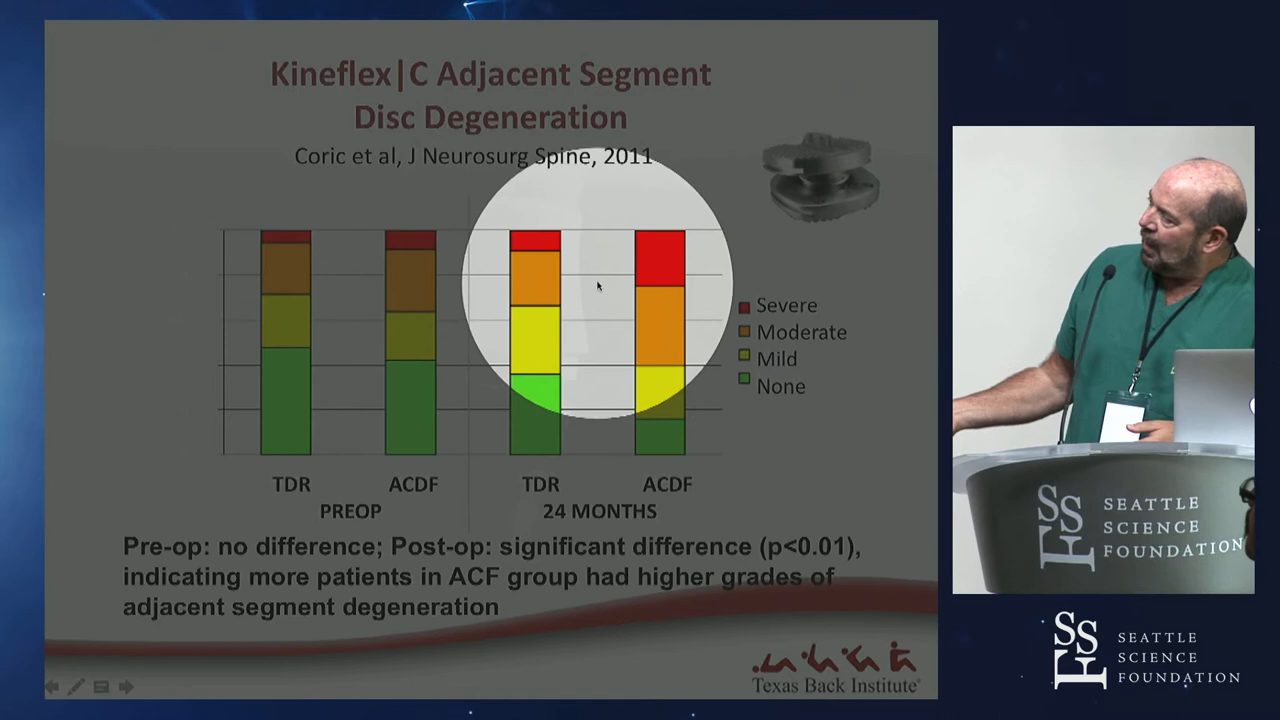 Kineflex|C Adjacent Segment
Disc Degeneration
Coric et al, J Neurosurg Spine, 2011
Severe
Moderate
Mild
None
TDR
ACDF
TDR
ACDF
PREOP
24 MONTHS
Pre-op: no difference; Post-op: significant difference (p<0.01),
indicating more patients in ACF group had higher grades of
adjacent segment degeneration
Texas Back Institute
SSF
SEATTLE
SCIENCE
FOUNDATION
SSF
SEATTLE
SCIENCE
FOUNDATION